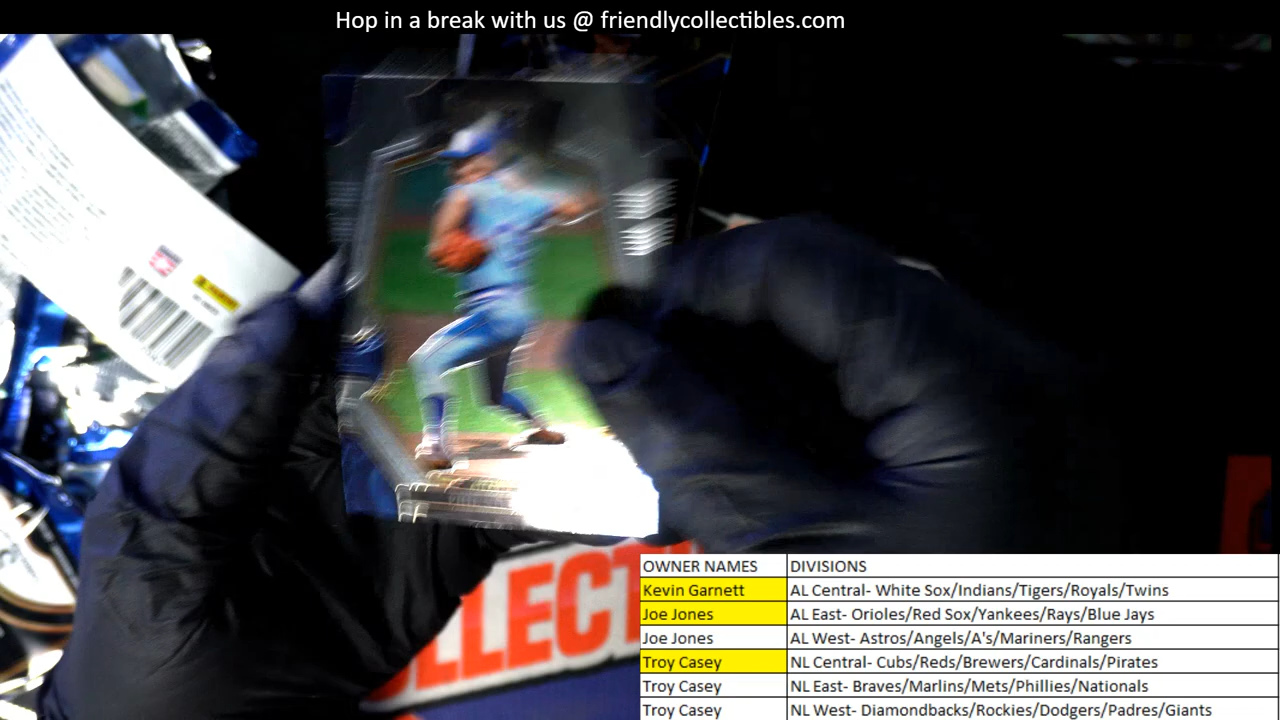 Hop in a break with us @ friendlycollectibles.com
LLECT
OWNER NAMES DIVISIONS
Kevin Garnett AL Central- White Sox/Indians/Tigers/Royals/Twins
Joe Jones AL East- Orioles/Red Sox/Yankees/Rays/Blue Jays
Joe Jones AL West- Astros/Angels/A's/Mariners/Rangers
Troy Casey NL Central- Cubs/Reds/Brewers/Cardinals/Pirates
Troy Casey NL East- Braves/Marlins/Mets/Phillies/Nationals
Troy Casey NL West- Diamondbacks/Rockies/Dodgers/Padres/Giants